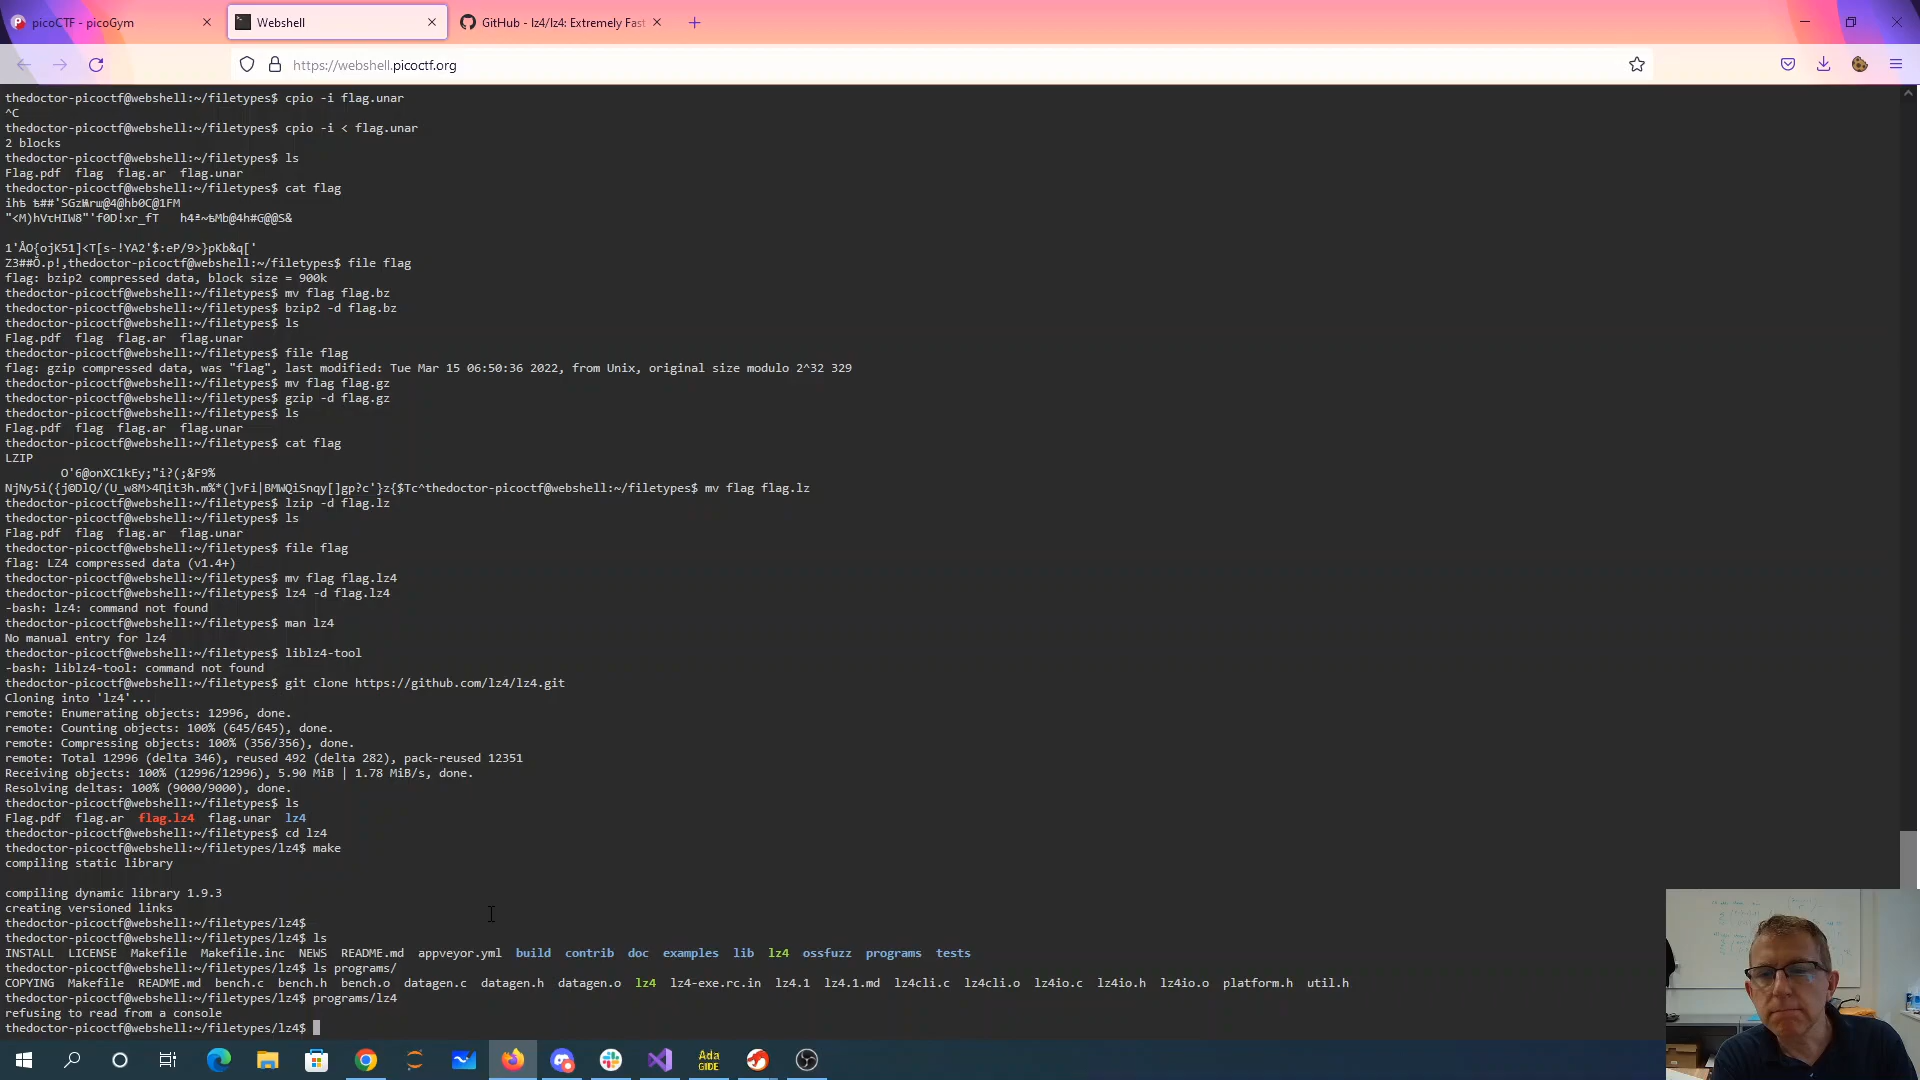 picoCTF - picoGym
Webshell
GitHub - lz4/lz4: Extremely Fas
https://webshell.picoctf.org
thedoctor-picoctf@webshell:~/filetypes$ cpio -i flag.unar
^C
thedoctor-picoctf@webshell:~/filetypes$ cpio -i < flag.unar
2 blocks
thedoctor-picoctf@webshell:~/filetypes$ ls
Flag.pdf flag flag.ar flag.unar
thedoctor-picoctf@webshell:~/filetypes$ cat flag
"<M)hVτHIW8"'f0D!xr_fT
1'ÅO{ojK51]<T[s-!YA2'$:eP/9>}pKb&q['
thedoctor-picoctf@webshell:~/filetypes$ file flag
flag: bzip2 compressed data, block size = 900k
thedoctor-picoctf@webshell:~/filetypes$ mv flag flag.bz
thedoctor-picoctf@webshell:~/filetypes$ bzip2 -d flag.bz
thedoctor-picoctf@webshell:~/filetypes$ ls
Flag.pdf flag flag.ar flag.unar
thedoctor-picoctf@webshell:~/filetypes$ file flag
flag: gzip compressed data, was "flag", last modified: Tue Mar 15 06:50:36 2022, from Unix, original size modulo 2^32 329
thedoctor-picoctf@webshell:~/filetypes$ mv flag flag.gz
thedoctor-picoctf@webshell:~/filetypes$ gzip -d flag.gz
thedoctor-picoctf@webshell:~/filetypes$ ls
Flag.pdf flag flag.ar flag.unar
thedoctor-picoctf@webshell:~/filetypes$ cat flag
LZIP
O'6@onXC1kEy;"i?(;&F9%
thedoctor-picoctf@webshell:~/filetypes$ mv flag flag.lz
thedoctor-picoctf@webshell:~/filetypes$ lzip -d flag.lz
thedoctor-picoctf@webshell:~/filetypes$ ls
Flag.pdf flag flag.ar flag.unar
thedoctor-picoctf@webshell:~/filetypes$ file flag
flag: LZ4 compressed data (v1.4+)
thedoctor-picoctf@webshell:~/filetypes$ mv flag flag.lz4
thedoctor-picoctf@webshell:~/filetypes$ lz4 -d flag.lz4
-bash: lz4: command not found
thedoctor-picoctf@webshell:~/filetypes$ man lz4
No manual entry for lz4
thedoctor-picoctf@webshell:~/filetypes$ liblz4-tool
-bash: liblz4-tool: command not found
thedoctor-picoctf@webshell:~/filetypes$ git clone https://github.com/lz4/lz4.git
Cloning into 'lz4'...
remote: Enumerating objects: 12996, done.
remote: Counting objects: 100% (645/645), done.
remote: Compressing objects: 100% (356/356), done.
remote: Total 12996 (delta 346), reused 492 (delta 282), pack-reused 12351
Receiving objects: 100% (12996/12996), 5.90 MiB | 1.78 MiB/s, done.
Resolving deltas: 100% (9000/9000), done.
thedoctor-picoctf@webshell:~/filetypes$ ls
Flag.pdf flag.ar flag.lz4 flag.unar lz4
thedoctor-picoctf@webshell:~/filetypes$ cd lz4
thedoctor-picoctf@webshell:~/filetypes/lz4$ make
compiling static library
compiling dynamic library 1.9.3
creating versioned links
thedoctor-picoctf@webshell:~/filetypes/lz4$
thedoctor-picoctf@webshell:~/filetypes/lz4$ ls
INSTALL LICENSE Makefile Makefile.inc NEWS README.md appveyor.yml build contrib doc examples lib lz4 ossfuzz programs tests
thedoctor-picoctf@webshell:~/filetypes/lz4$ ls programs/
COPYING Makefile README.md bench.c bench.h bench.o datagen.c datagen.h datagen.o lz4 lz4-exe.rc.in lz4.1 lz4.1.md lz4cli.c lz4cli.o lz4io.c lz4io.h lz4io.o platform.h util.h
thedoctor-picoctf@webshell:~/filetypes/lz4$ programs/lz4
refusing to read from a console
thedoctor-picoctf@webshell:~/filetypes/lz4$
Ada
GIDE